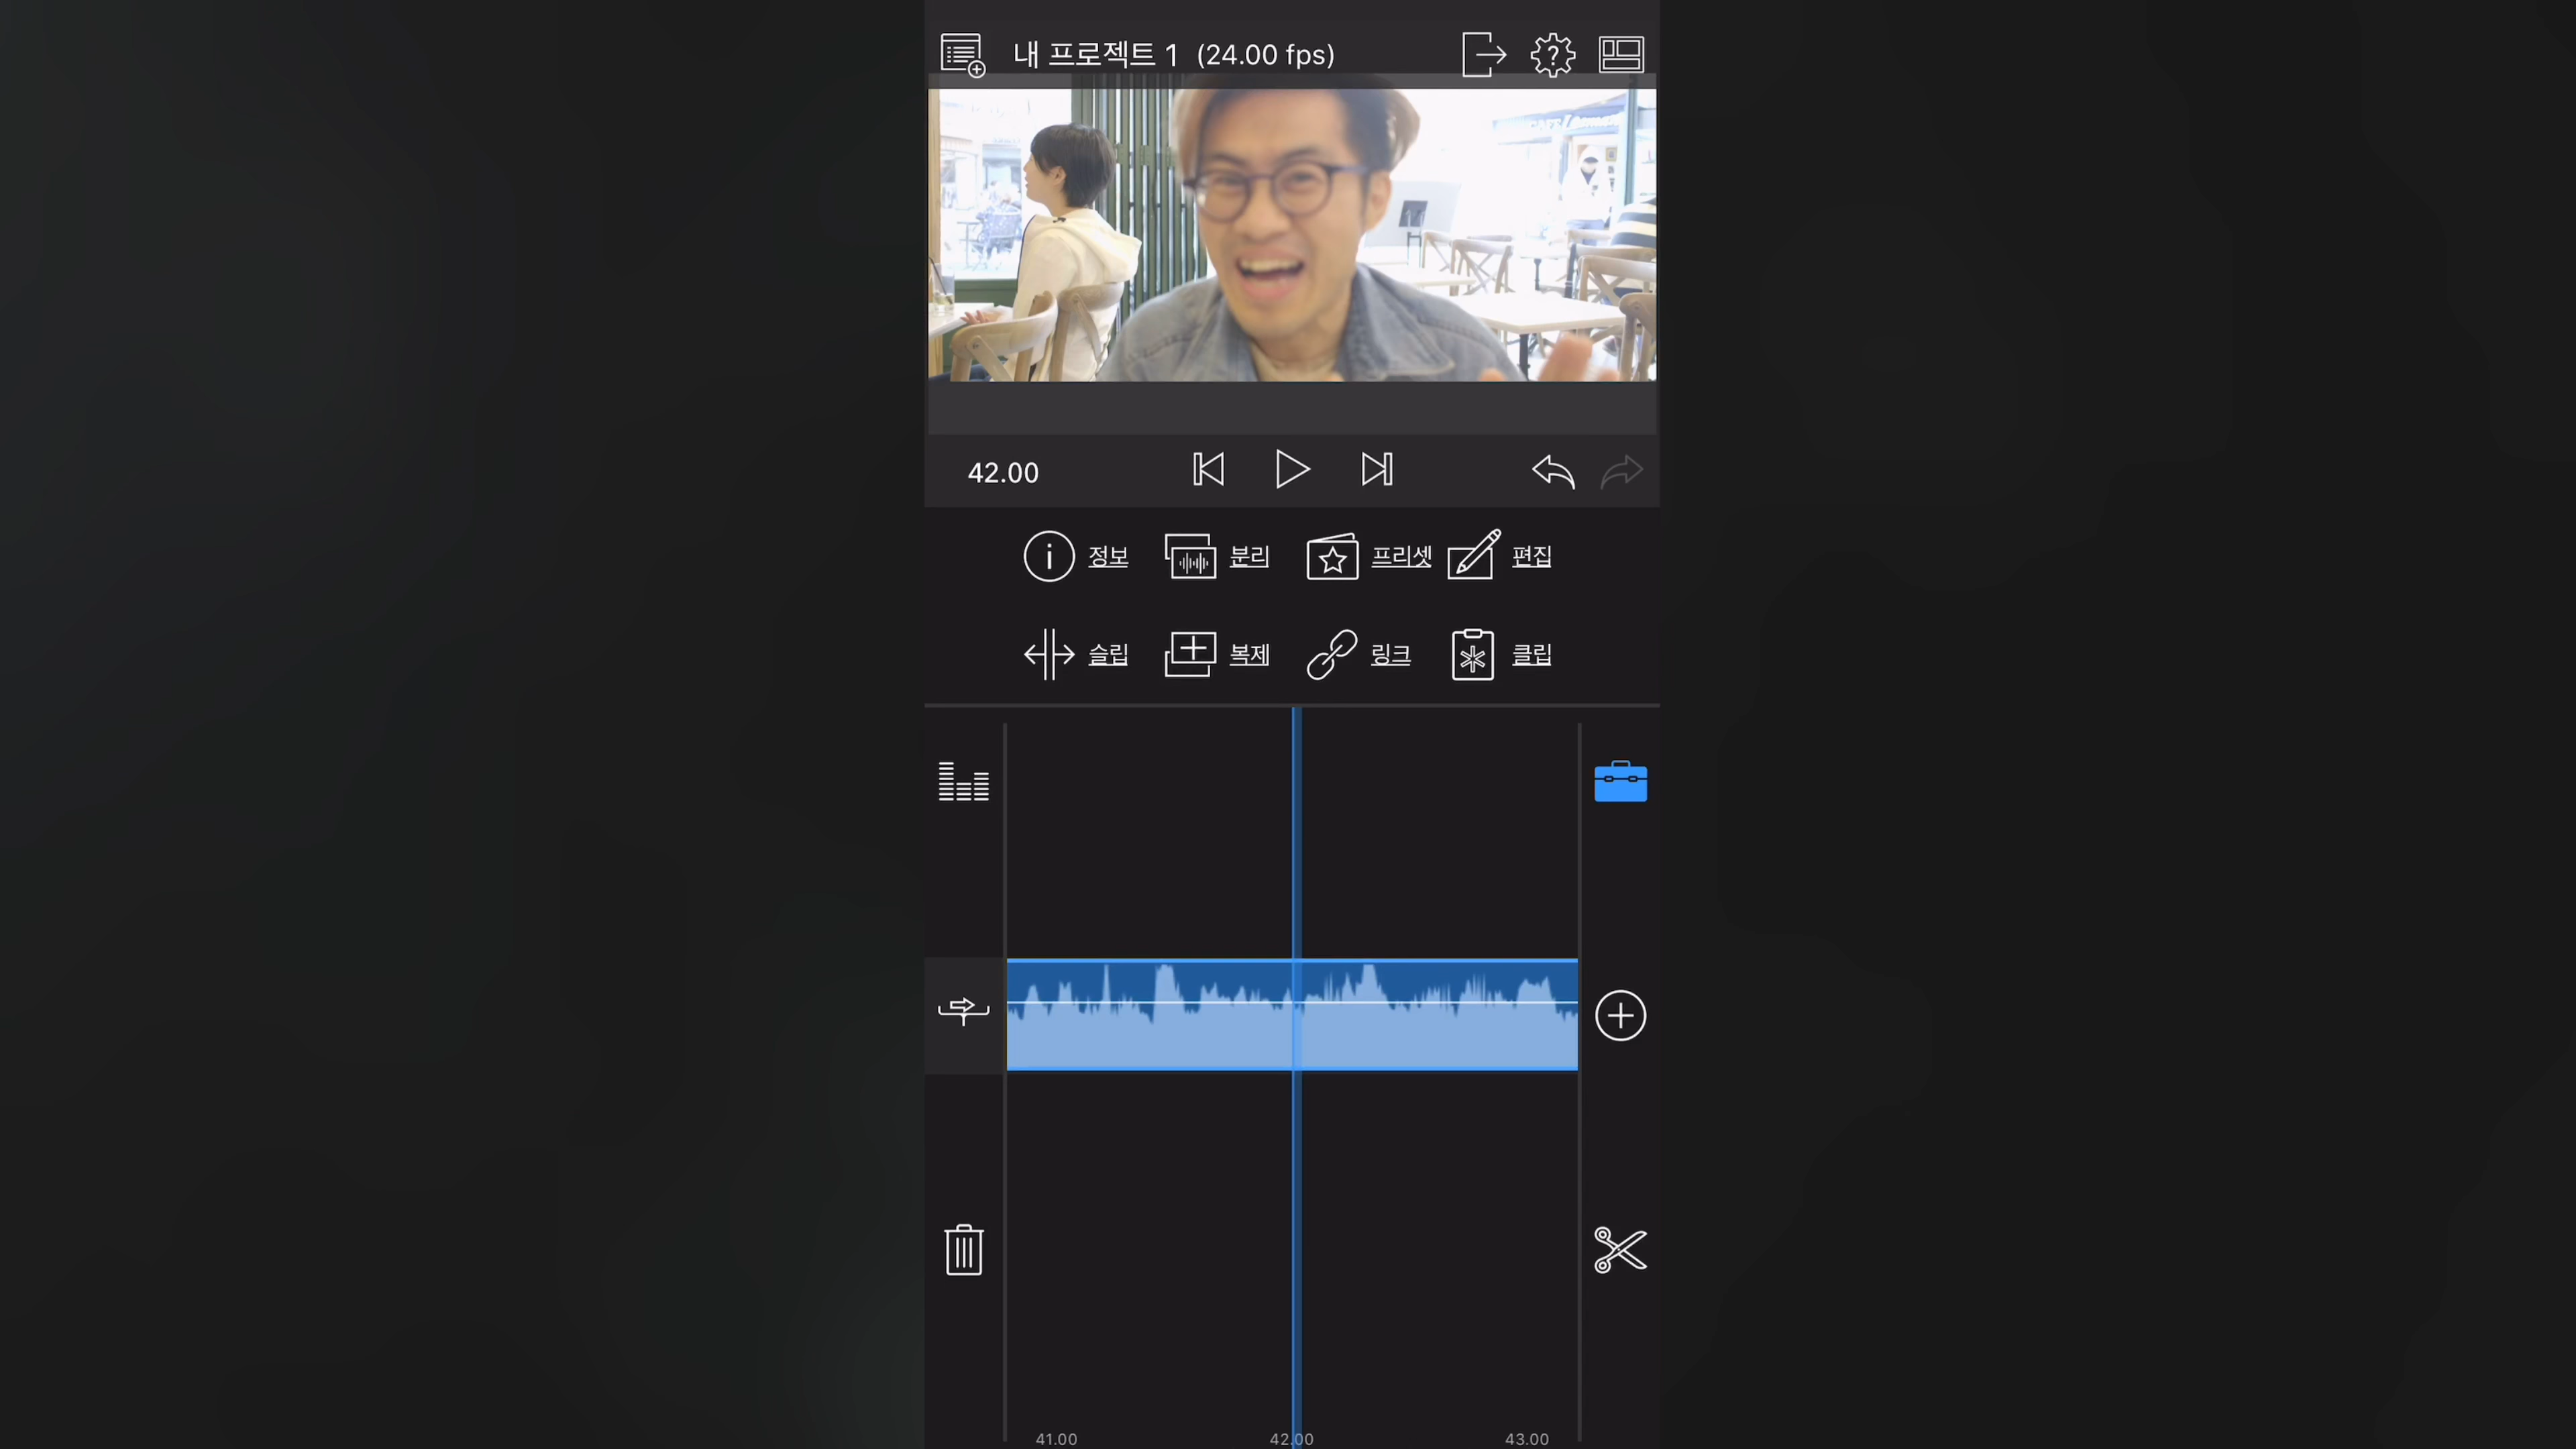 내 프로젝트 1 (24.00 fps)
42.00
정보 분리 프리셋 편집
슬립 복제 링크 클립
41.00 42.00 43.00